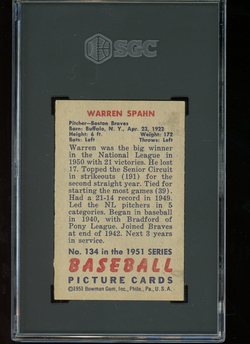 SGC
WARREN SPAHN
Pitcher—Boston Braves
Born: Buffalo, N. Y., Apr. 23, 1922
Height: 6 ft. Weight: 172
Bats: Left Throws: Left
Warren was the big winner
in the National League in
1950 with 21 victories. He lost
17. Topped the Senior Circuit
in strikeouts (191) for the
second straight year. Tied for
starting the most games (39).
Had a 21-14 record in 1949.
Led the NL pitchers in 5
categories. Began in baseball
in 1940, with Bradford of
Pony League. Joined Braves
at end of 1942. Next 3 years
in service.
No. 134 in the 1951 SERIES
BASEBALL
PICTURE CARDS
©1951 Bowman Gum, Inc., Phila., Pa., U. S. A.